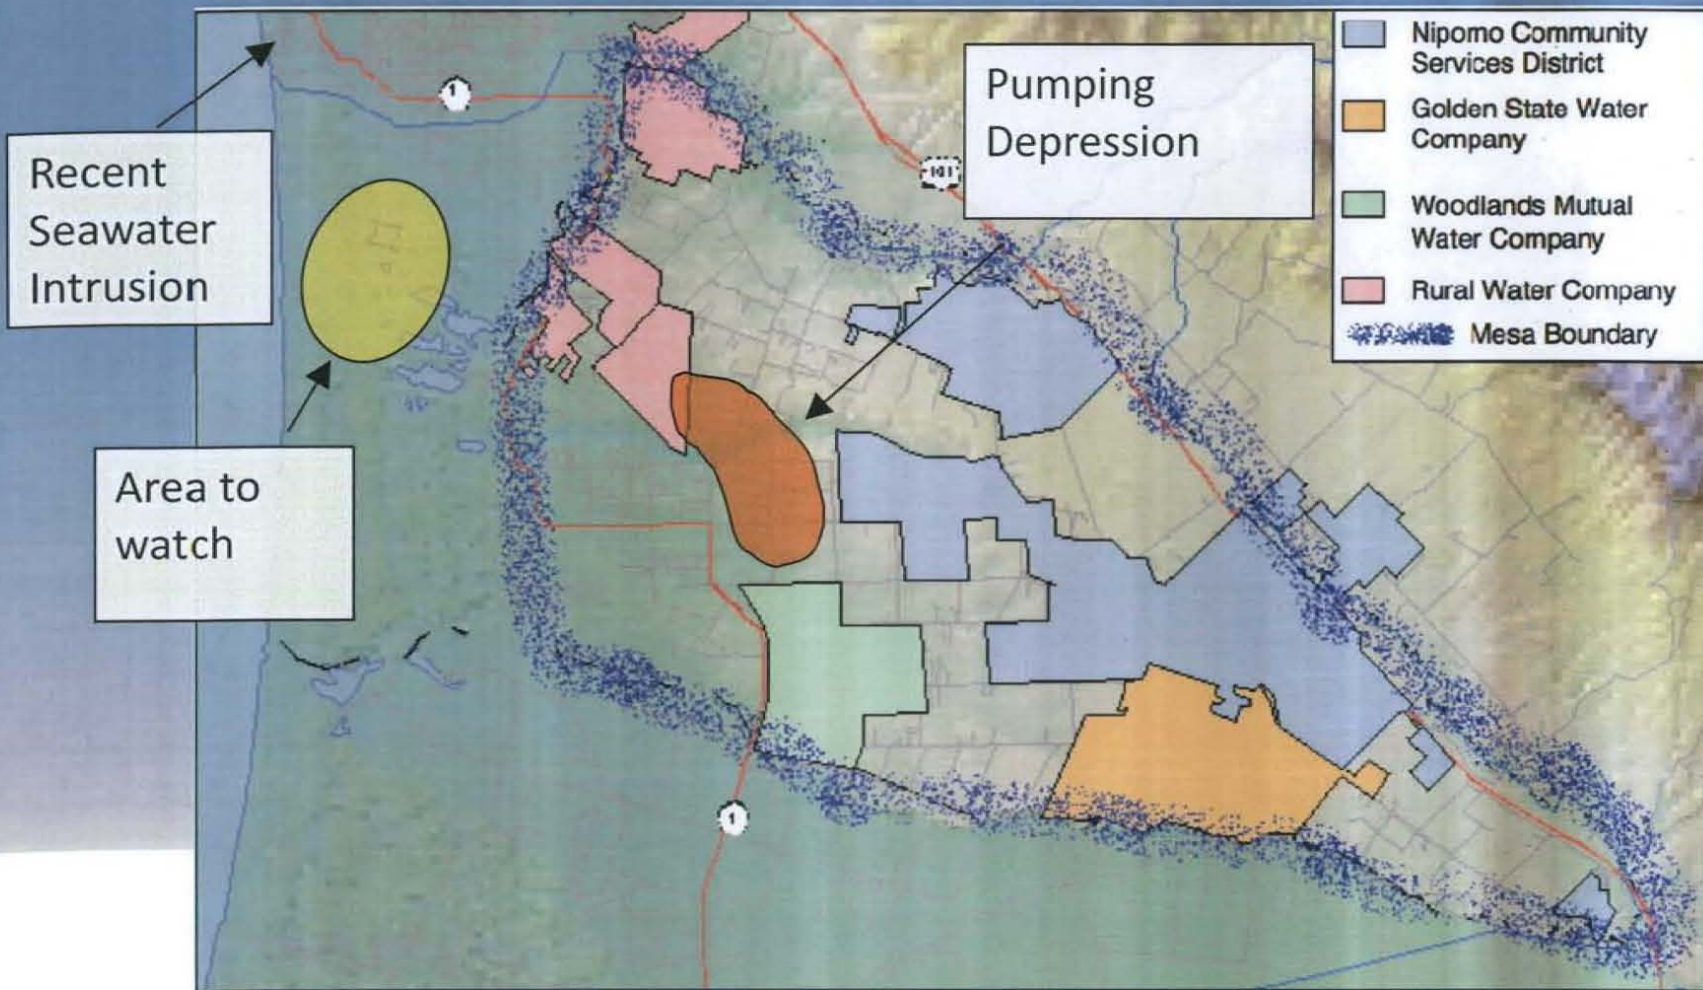 Recent
Seawater
Intrusion
Area to
watch
1
101
1
Pumping
Depression
Nipomo Community
Services District
Golden State Water
Company
Woodlands Mutual
Water Company
Rural Water Company
Mesa Boundary